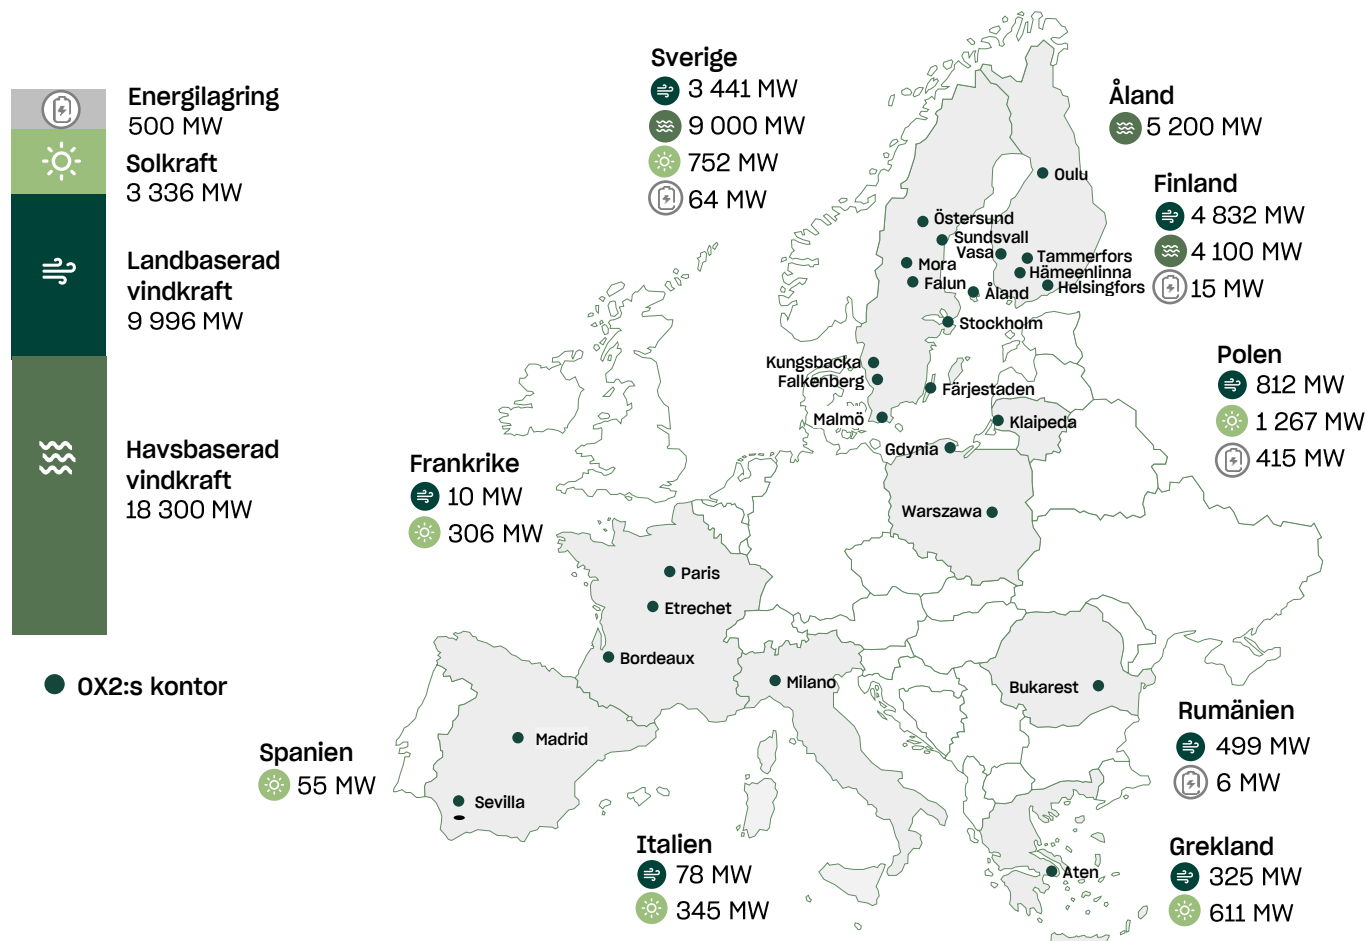 Energilagring
500 MW
Solkraft
3 336 MW
Landbaserad
vindkraft
9 996 MW
Havsbaserad
vindkraft
18 300 MW
OX2:s kontor
Sverige
3 441 MW
9 000 MW
752 MW
64 MW
Åland
5 200 MW
Finland
4 832 MW
4 100 MW
15 MW
Polen
812 MW
1 267 MW
415 MW
Frankrike
10 MW
306 MW
Spanien
55 MW
Italien
78 MW
345 MW
Rumänien
499 MW
6 MW
Grekland
325 MW
611 MW
Oulu
Östersund
Sundsvall
Vasa
Tammerfors
Mora
Hämeenlinna
Falun
Åland
Helsingfors
Stockholm
Kungsbacka
Falkenberg
Färjestaden
Malmö
Klaipeda
Gdynia
Warszawa
Paris
Etrechet
Bordeaux
Milano
Bukarest
Madrid
Sevilla
Aten